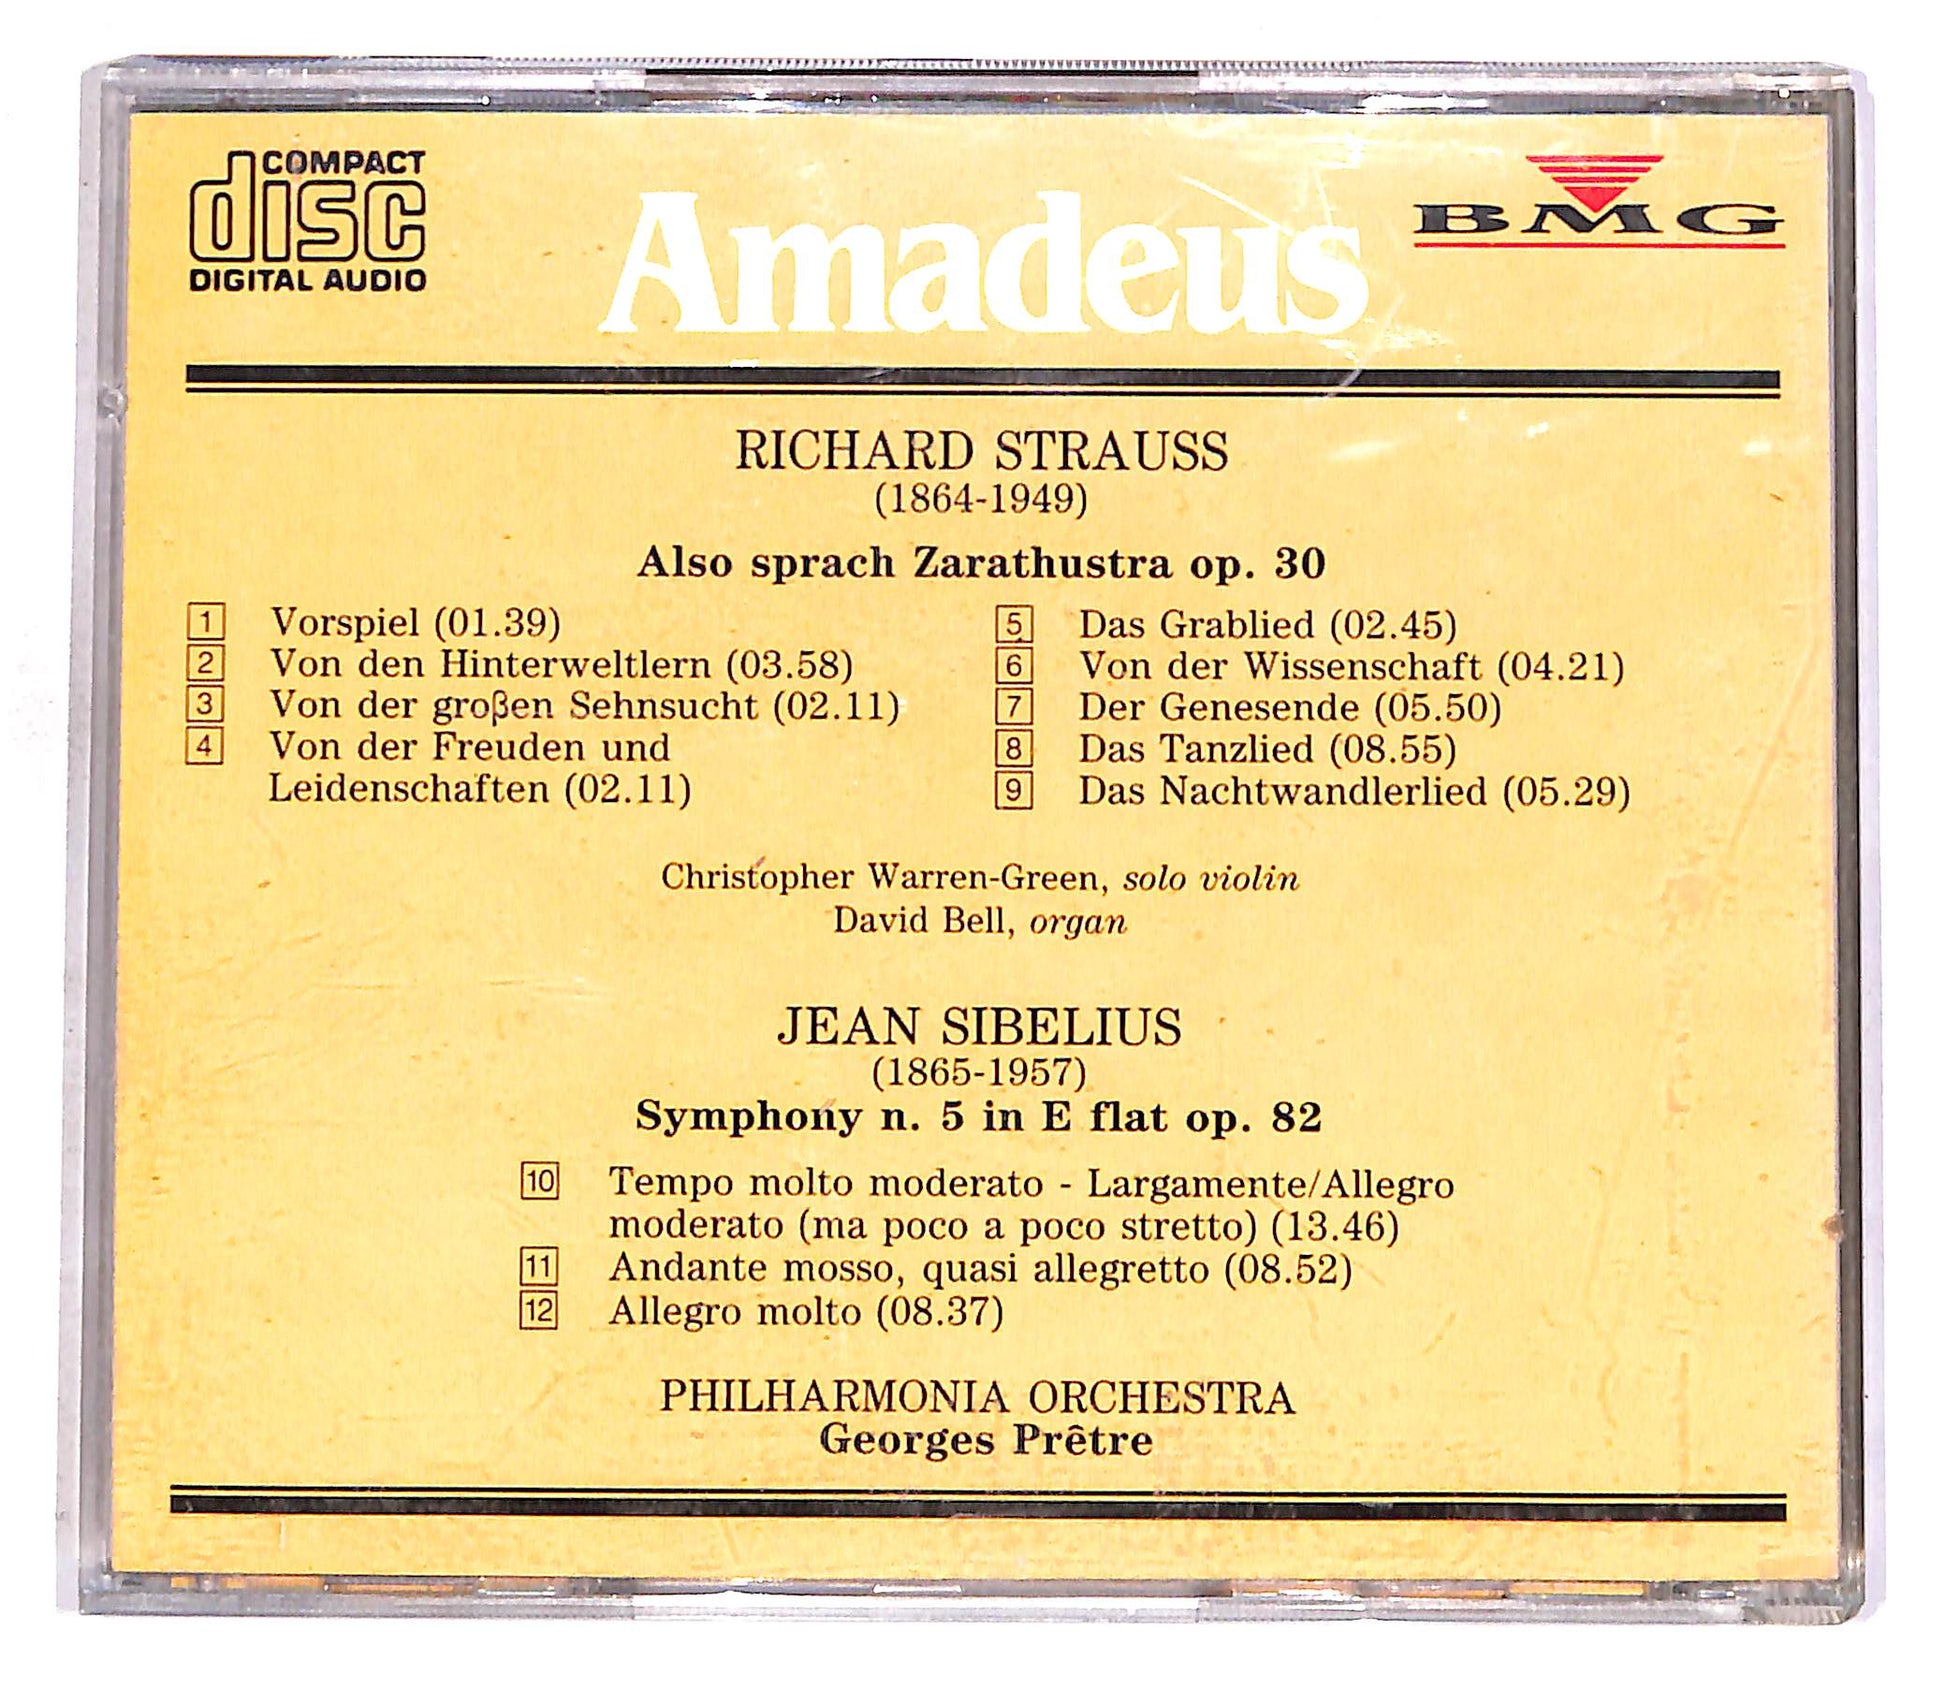 COMPACT
disc
DIGITAL AUDIO
Amadeus
BMG
RICHARD STRAUSS
(1864-1949)
Also sprach Zarathustra op. 30
1 Vorspiel (01.39)
2 Von den Hinterweltlern (03.58)
3 Von der großen Sehnsucht (02.11)
4 Von der Freuden und
Leidenschaften (02.11)
5 Das Grablied (02.45)
6 Von der Wissenschaft (04.21)
7 Der Genesende (05.50)
8 Das Tanzlied (08.55)
9 Das Nachtwandlerlied (05.29)
Christopher Warren-Green, solo violin
David Bell, organ
JEAN SIBELIUS
(1865-1957)
Symphony n. 5 in E flat op. 82
10 Tempo molto moderato - Largamente/Allegro
moderato (ma poco a poco stretto) (13.46)
11 Andante mosso, quasi allegretto (08.52)
12 Allegro molto (08.37)
PHILHARMONIA ORCHESTRA
Georges Prêtre